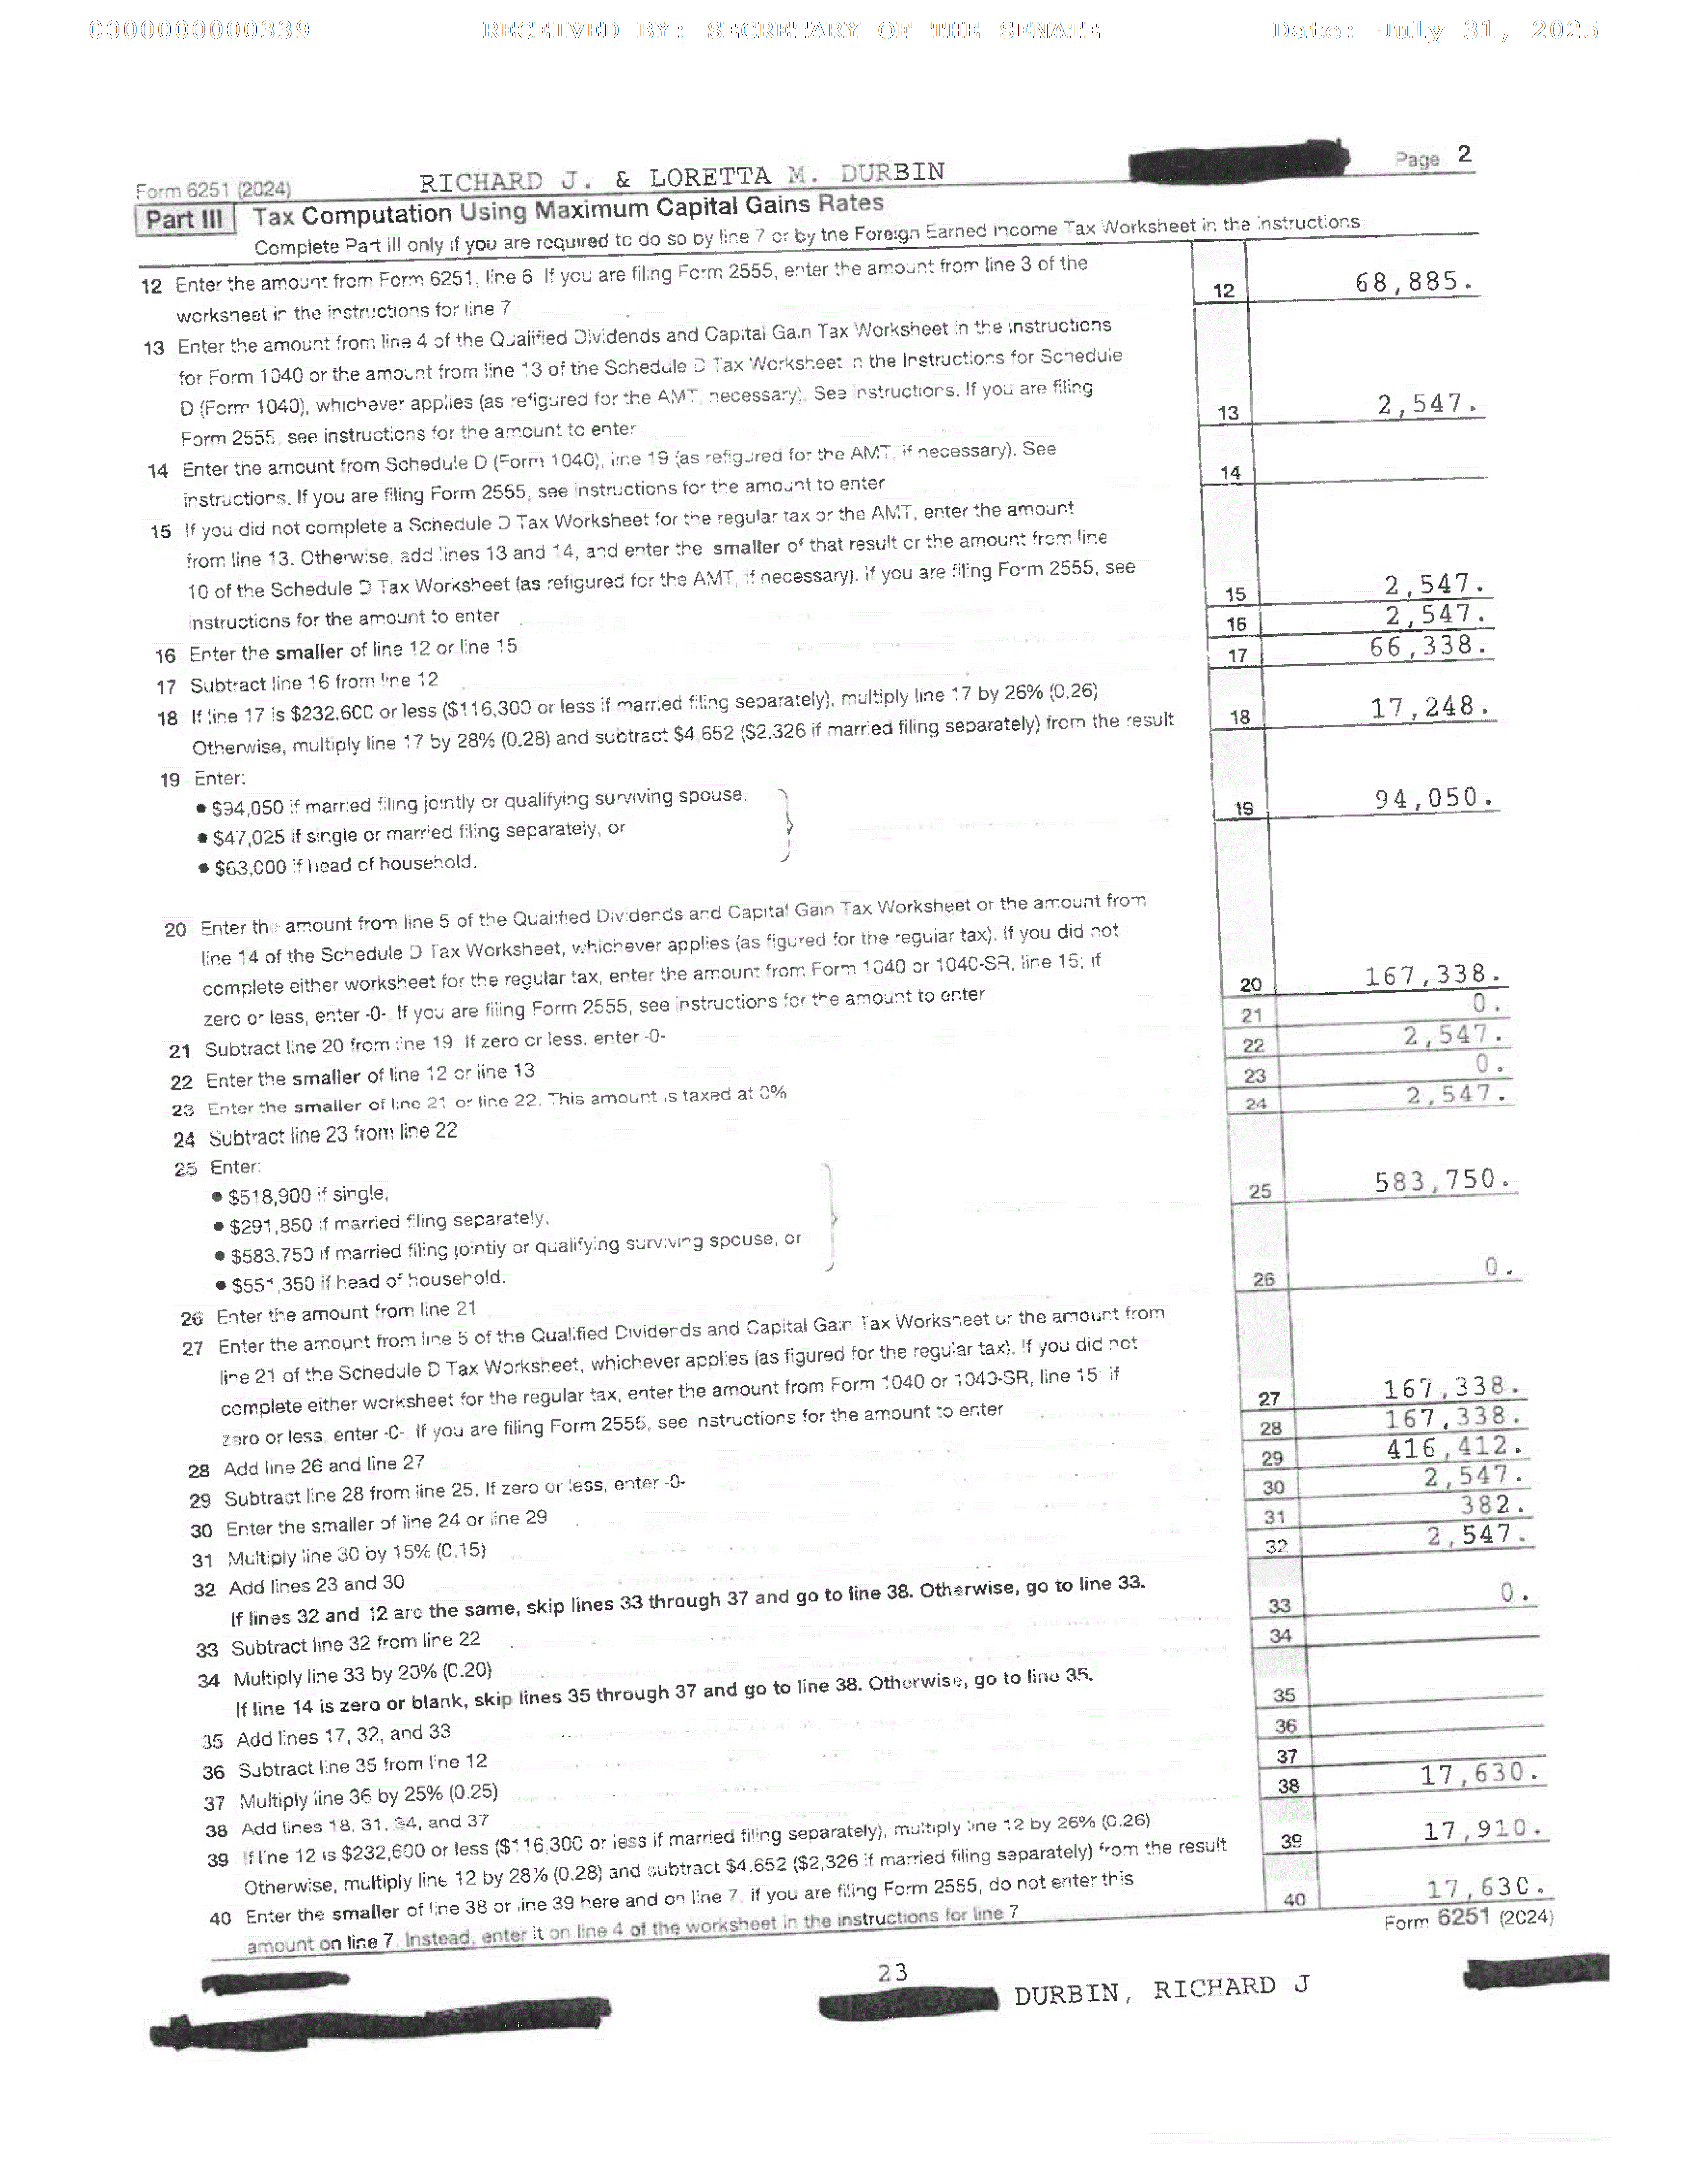 0000000000339 RECEIVED BY: SECRETARY OF THE SENATE Date: July 31, 2025
Form 6251 (2024) RICHARD J. & LORETTA M. DURBIN Page 2
Part III Tax Computation Using Maximum Capital Gains Rates
Complete Part III only if you are required to do so by line 7 or by the Foreign Earned Income Tax Worksheet in the instructions
12 Enter the amount from Form 6251, line 6 If you are filing Form 2555, enter the amount from line 3 of the
worksheet in the instructions for line 7 12 68,885.
13 Enter the amount from line 4 of the Qualified Dividends and Capital Gain Tax Worksheet in the instructions
for Form 1040 or the amount from line 13 of the Schedule D Tax Worksheet in the Instructions for Schedule
D (Form 1040), whichever applies (as refigured for the AMT, necessary). See instructions. If you are filing
Form 2555, see instructions for the amount to enter 13 2,547.
14 Enter the amount from Schedule D (Form 1040), line 19 (as refigured for the AMT, if necessary). See
instructions. If you are filing Form 2555, see instructions for the amount to enter 14
15 If you did not complete a Schedule D Tax Worksheet for the regular tax or the AMT, enter the amount
from line 13. Otherwise, add lines 13 and 14, and enter the smaller of that result or the amount from line
10 of the Schedule D Tax Worksheet (as refigured for the AMT, if necessary). If you are filing Form 2555, see
instructions for the amount to enter 15 2,547.
16 Enter the smaller of line 12 or line 15 16 2,547.
17 Subtract line 16 from line 12 17 66,338.
18 If line 17 is $232,600 or less ($116,300 or less if married filing separately), multiply line 17 by 26% (0.26)
Otherwise, multiply line 17 by 28% (0.28) and subtract $4,652 ($2,326 if married filing separately) from the result 18 17,248.
19 Enter:
• $94,050 if married filing jointly or qualifying surviving spouse,
• $47,025 if single or married filing separately, or 19 94,050.
• $63,000 if head of household.
20 Enter the amount from line 5 of the Qualified Dividends and Capital Gain Tax Worksheet or the amount from
line 14 of the Schedule D Tax Worksheet, whichever applies (as figured for the regular tax). If you did not
complete either worksheet for the regular tax, enter the amount from Form 1040 or 1040-SR, line 15; if
zero or less, enter -0-. If you are filing Form 2555, see instructions for the amount to enter 20 167,338.
21 Subtract line 20 from line 19 If zero or less, enter -0- 21 0.
22 Enter the smaller of line 12 or line 13 22 2,547.
23 Enter the smaller of line 21 or line 22. This amount is taxed at 0% 23 0.
24 Subtract line 23 from line 22 24 2,547.
25 Enter:
• $518,900 if single,
• $291,850 if married filing separately, 25 583,750.
• $583,750 if married filing jointly or qualifying surviving spouse, or
• $551,350 if head of household.
26 Enter the amount from line 21 26 0.
27 Enter the amount from line 5 of the Qualified Dividends and Capital Gain Tax Worksheet or the amount from
line 21 of the Schedule D Tax Worksheet, whichever applies (as figured for the regular tax). If you did not
complete either worksheet for the regular tax, enter the amount from Form 1040 or 1040-SR, line 15; if
zero or less, enter -0-. If you are filing Form 2555, see instructions for the amount to enter 27 167,338.
28 Add line 26 and line 27 28 167,338.
29 Subtract line 28 from line 25. If zero or less, enter -0- 29 416,412.
30 Enter the smaller of line 24 or line 29 30 2,547.
31 Multiply line 30 by 15% (0.15) 31 382.
32 Add lines 23 and 30 32 2,547.
If lines 32 and 12 are the same, skip lines 33 through 37 and go to line 38. Otherwise, go to line 33.
33 Subtract line 32 from line 22 33 0.
34 Multiply line 33 by 20% (0.20) 34
If line 14 is zero or blank, skip lines 35 through 37 and go to line 38. Otherwise, go to line 35.
35 Add lines 17, 32, and 33 35
36 Subtract line 35 from line 12 36
37 Multiply line 36 by 25% (0.25) 37
38 Add lines 18, 31, 34, and 37 38 17,630.
39 If line 12 is $232,600 or less ($116,300 or less if married filing separately), multiply line 12 by 26% (0.26)
Otherwise, multiply line 12 by 28% (0.28) and subtract $4,652 ($2,326 if married filing separately) from the result 39 17,910.
40 Enter the smaller of line 38 or line 39 here and on line 7. If you are filing Form 2555, do not enter this
amount on line 7. Instead, enter it on line 4 of the worksheet in the instructions for line 7 40 17,630.
Form 6251 (2024)
23
DURBIN, RICHARD J